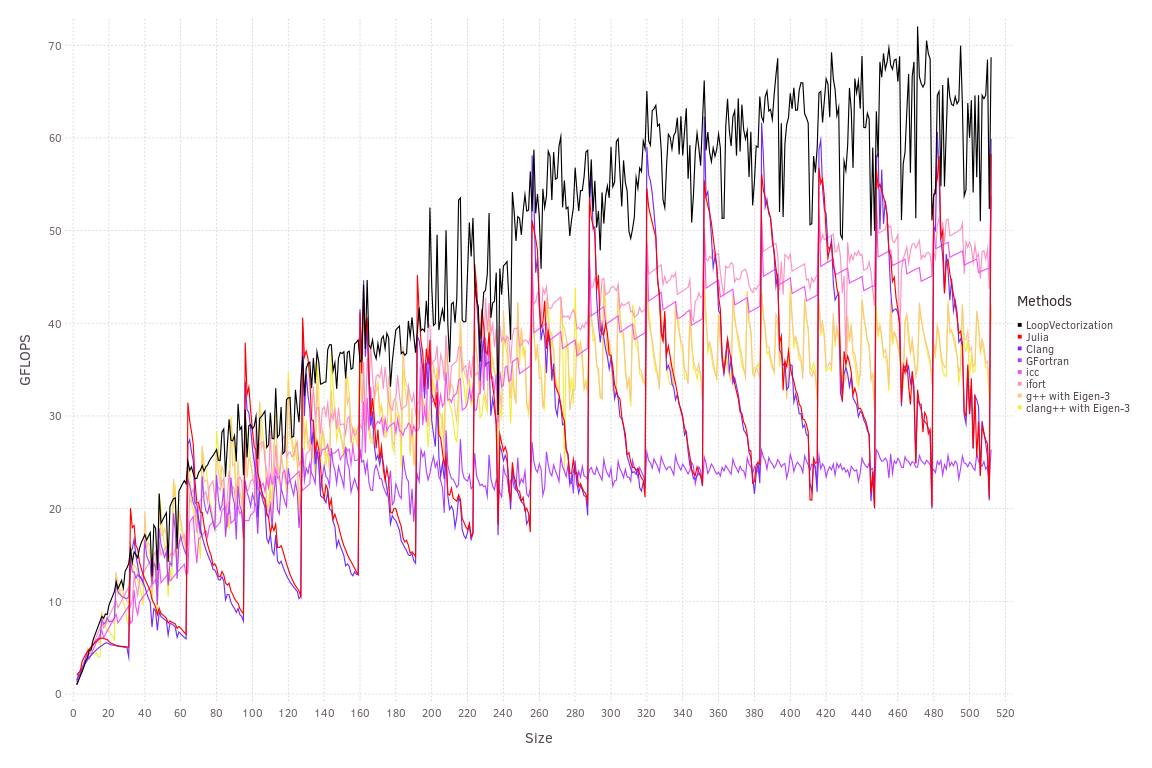 70
60
50
40
30
20
10
0
GFLOPS
0 20 40 60 80 100 120 140 160 180 200 220 240 260 280 300 320 340 360 380 400 420 440 460 480 500 520
Size
Methods
LoopVectorization
Julia
Clang
GFortran
icc
ifort
g++ with Eigen-3
clang++ with Eigen-3